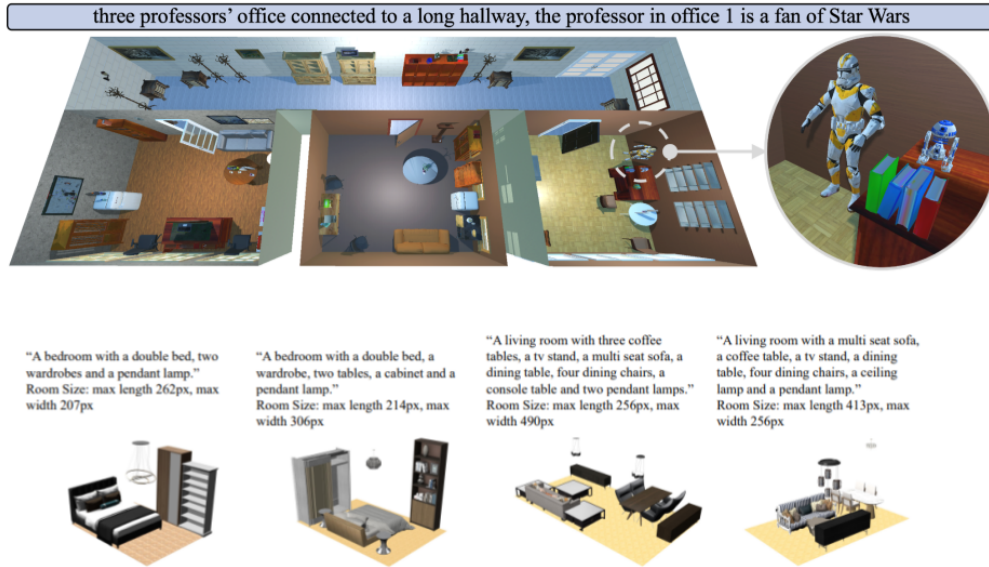 three professors’ office connected to a long hallway, the professor in office 1 is a fan of Star Wars
“A bedroom with a double bed, two
wardrobes and a pendant lamp.”
Room Size: max length 262px, max
width 207px
“A bedroom with a double bed, a
wardrobe, two tables, a cabinet and a
pendant lamp.”
Room Size: max length 214px, max
width 306px
“A living room with three coffee
tables, a tv stand, a multi seat sofa, a
dining table, four dining chairs, a
console table and two pendant lamps.”
Room Size: max length 256px, max
width 490px
“A living room with a multi seat sofa,
a coffee table, a tv stand, a dining
table, four dining chairs, a ceiling
lamp and a pendant lamp.”
Room Size: max length 413px, max
width 256px